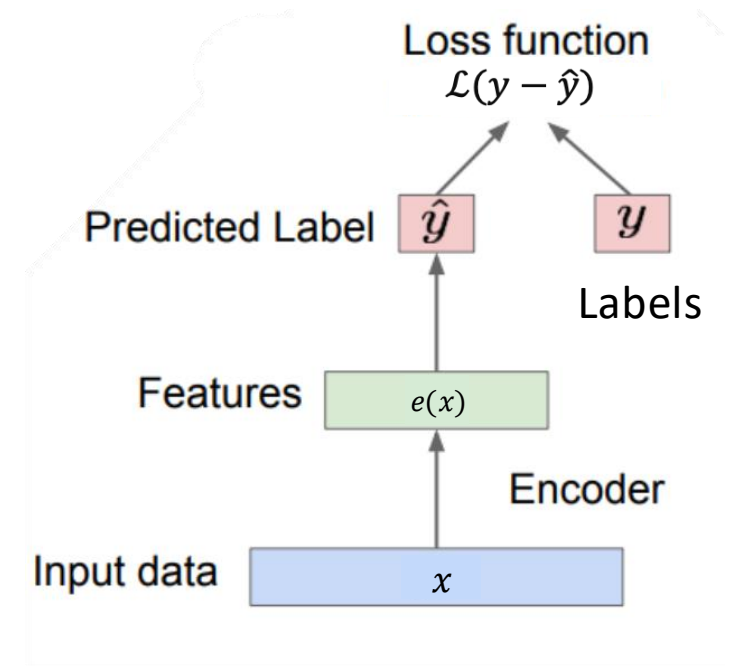 Loss function
ℒ(y − ŷ)
Predicted Label ŷ y
Labels
Features e(x)
Encoder
Input data x